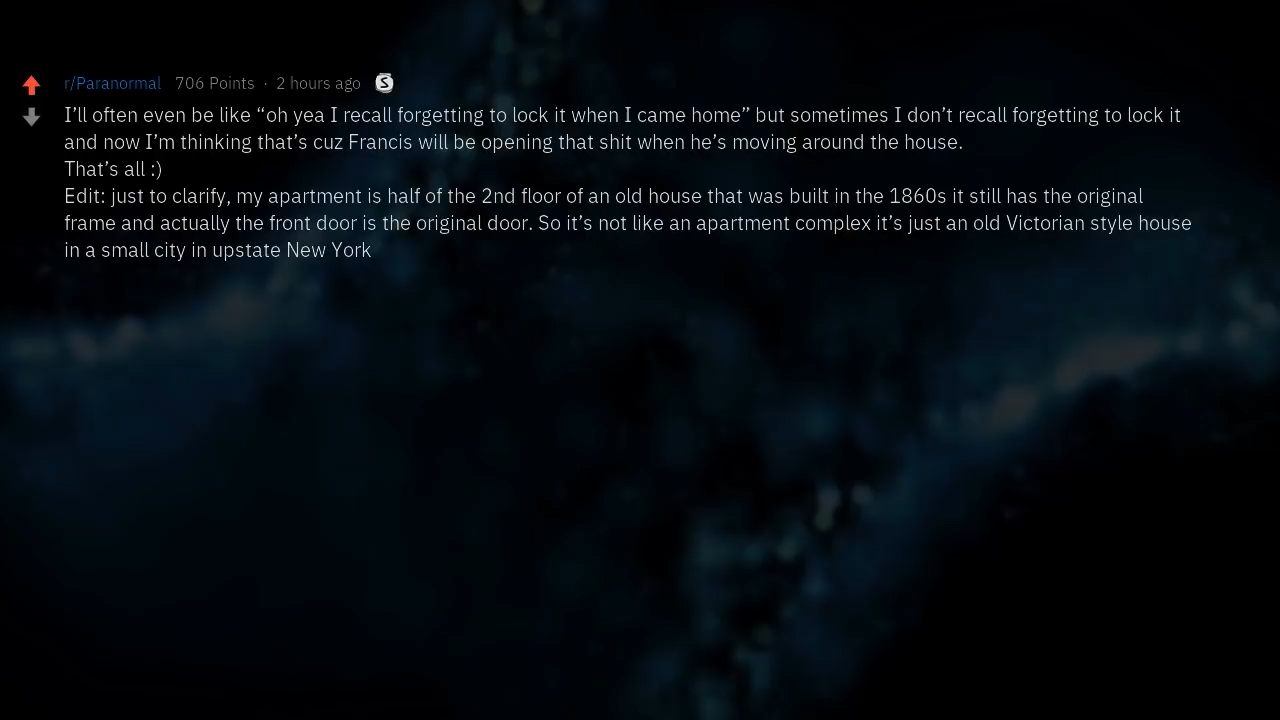 r/Paranormal 706 Points · 2 hours ago S
I’ll often even be like “oh yea I recall forgetting to lock it when I came home” but sometimes I don’t recall forgetting to lock it
and now I’m thinking that’s cuz Francis will be opening that shit when he’s moving around the house.
That’s all :)
Edit: just to clarify, my apartment is half of the 2nd floor of an old house that was built in the 1860s it still has the original
frame and actually the front door is the original door. So it’s not like an apartment complex it’s just an old Victorian style house
in a small city in upstate New York